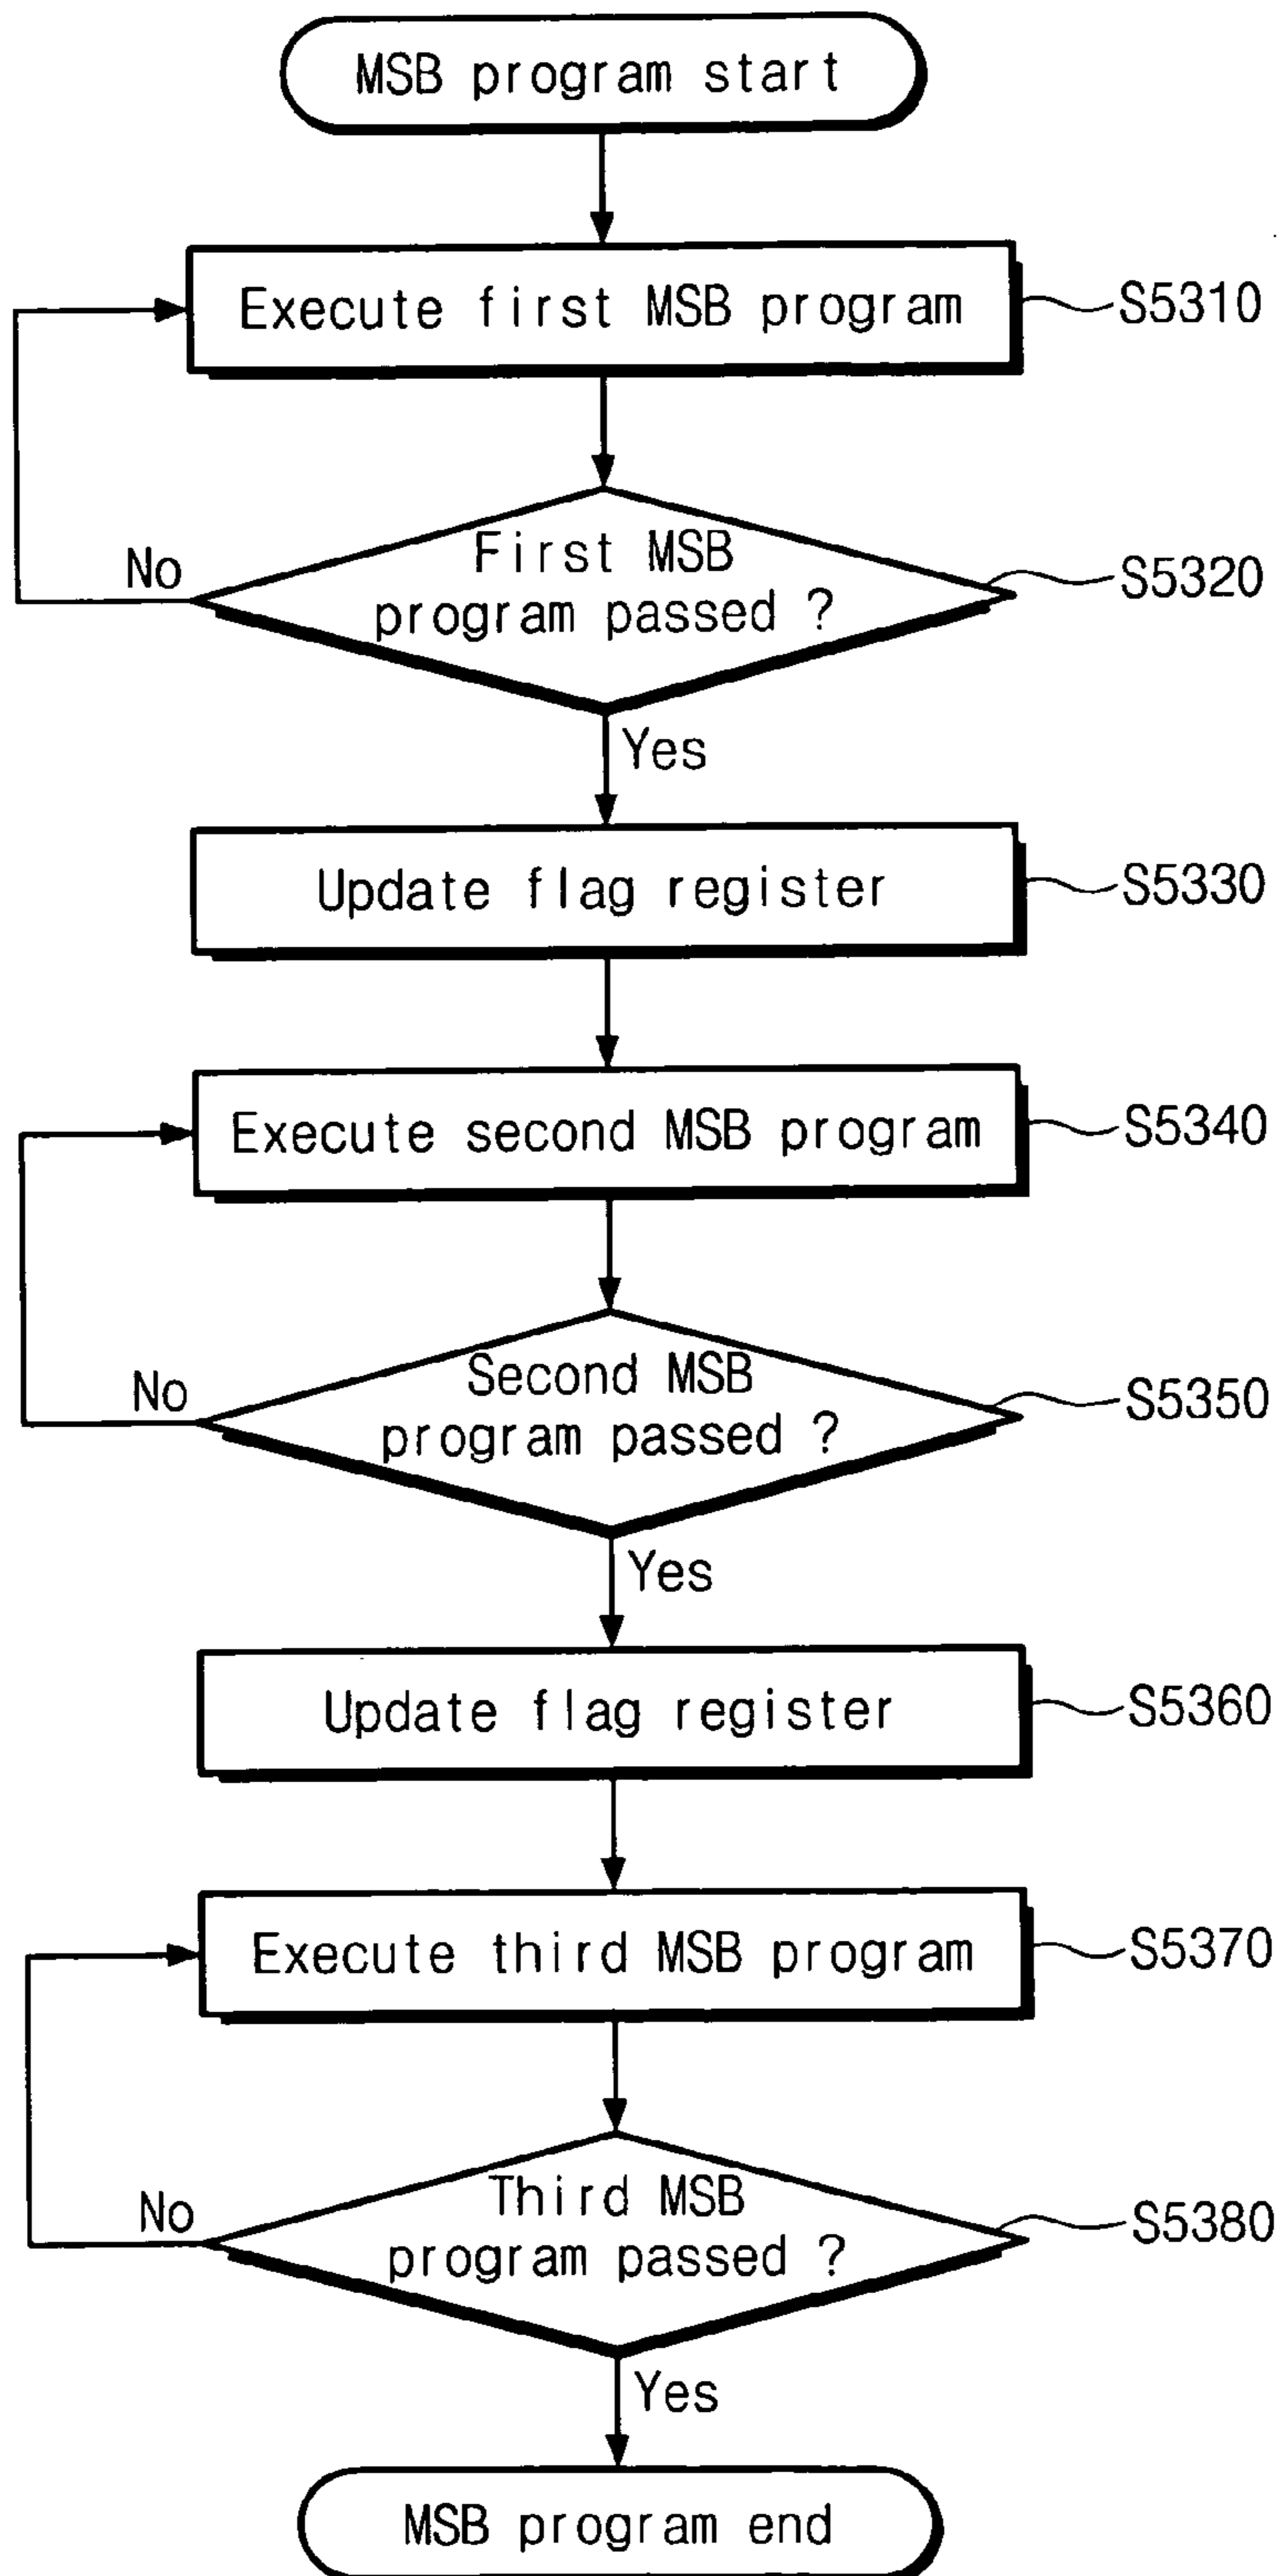 MSB program start
Execute first MSB program
S5310
First MSB
program passed ?
S5320
No
Yes
Update flag register
S5330
Execute second MSB program
S5340
Second MSB
program passed ?
S5350
No
Yes
Update flag register
S5360
Execute third MSB program
S5370
Third MSB
program passed ?
S5380
No
Yes
MSB program end